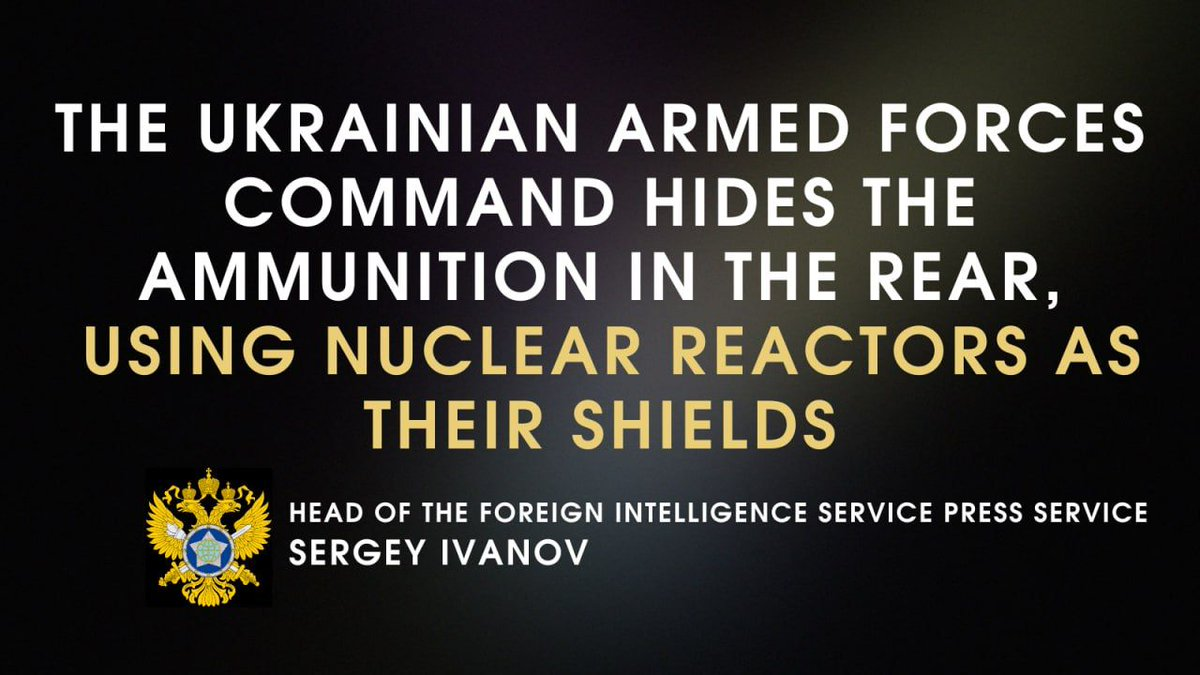 THE UKRAINIAN ARMED FORCES
COMMAND HIDES THE
AMMUNITION IN THE REAR,
USING NUCLEAR REACTORS AS
THEIR SHIELDS
HEAD OF THE FOREIGN INTELLIGENCE SERVICE PRESS SERVICE
SERGEY IVANOV